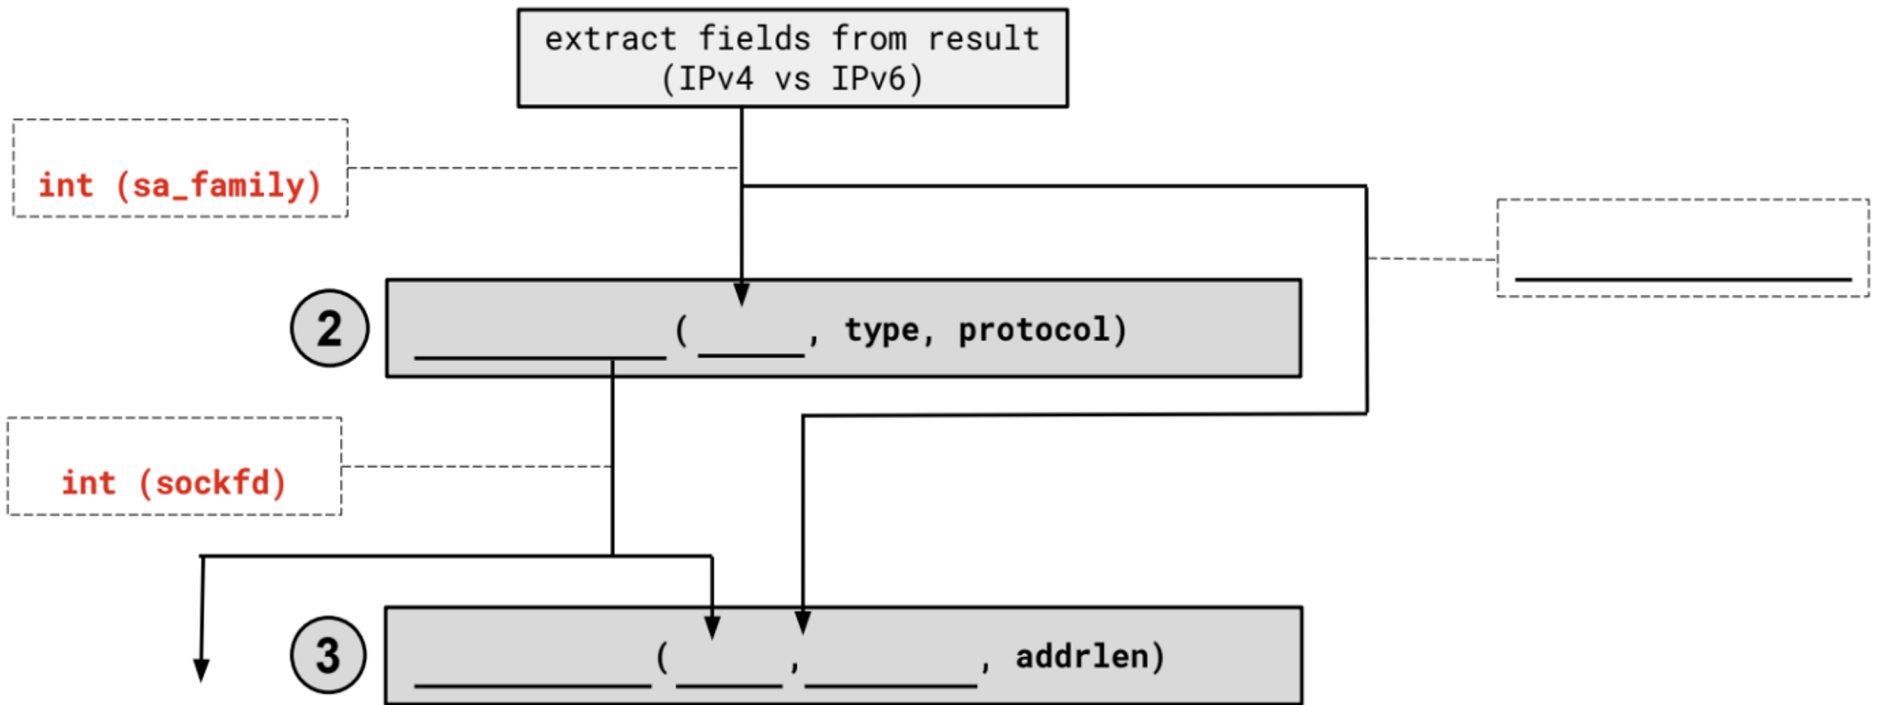 extract fields from result
(IPv4 vs IPv6)
int (sa_family)
2
(      , type, protocol)
int (sockfd)
3
(      ,          , addrlen)